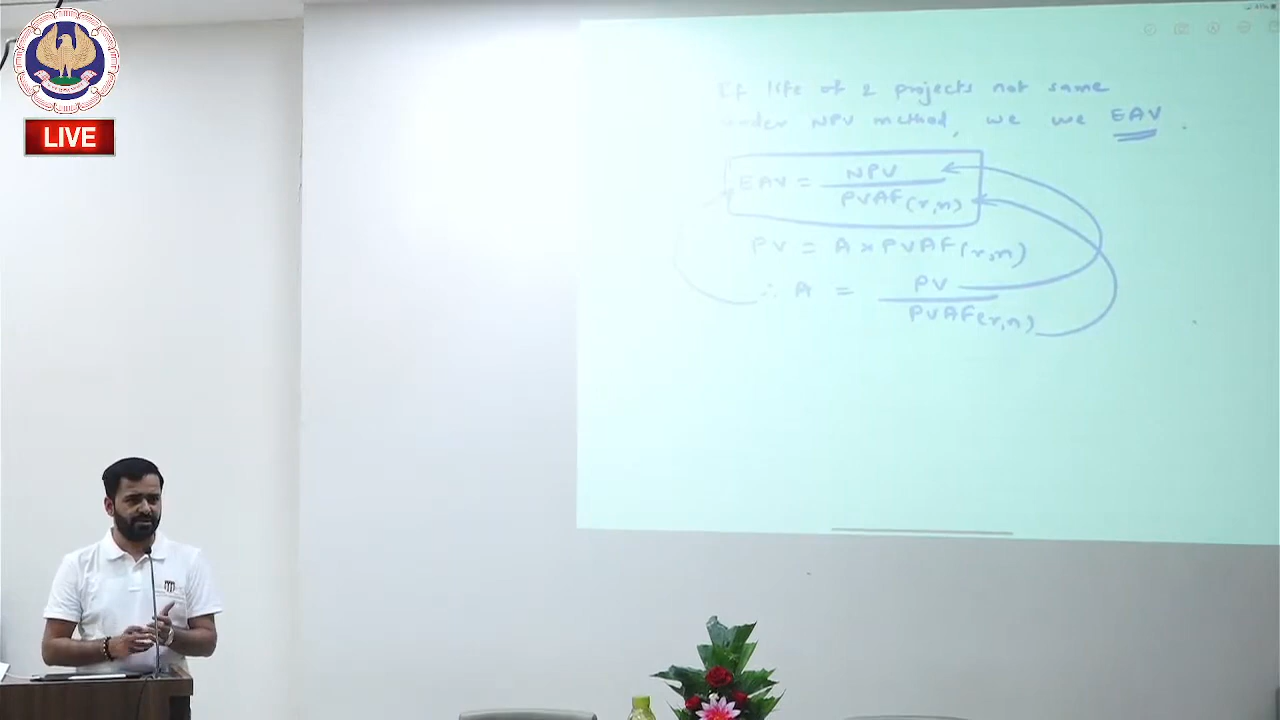 LIVE
If life of 2 projects not same
under NPV method, we we EAV.
EAV = NPV / PVAF(r,n)
PV = A × PVAF(r,n)
∴ A = PV / PVAF(r,n)